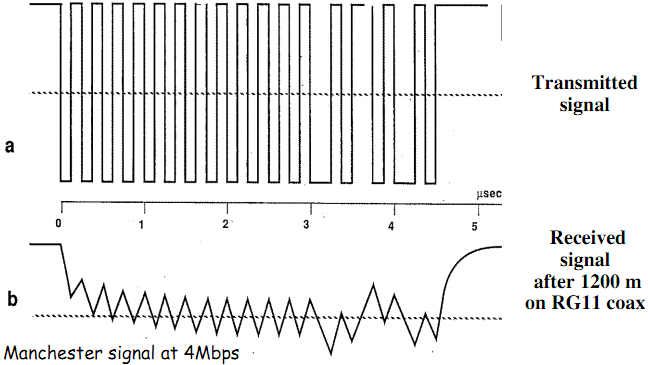 Transmitted
signal
a
µsec
0 1 2 3 4 5
Received
signal
after 1200 m
on RG11 coax
b
Manchester signal at 4Mbps